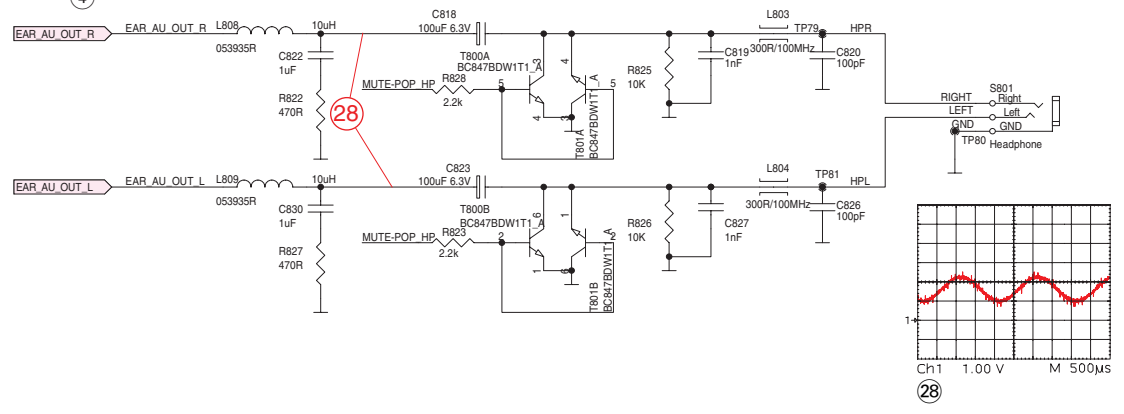 4
EAR_AU_OUT_R
EAR_AU_OUT_R
L808
053935R
10uH
C822
1uF
R822
470R
28
C818
100uF 6.3V
T800A
BC847BDW1T1_A
MUTE-POP_HP
R828
2.2k
5
3
4
4
3
5
T801A
BC847BDW1T1_A
R825
10K
C819
1nF
L803
300R/100MHz
TP79
HPR
C820
100pF
S801
RIGHT
Right
LEFT
Left
GND
GND
TP80
Headphone
EAR_AU_OUT_L
EAR_AU_OUT_L
L809
053935R
10uH
C830
1uF
R827
470R
C823
100uF 6.3V
T800B
BC847BDW1T1_A
MUTE-POP_HP
R823
2.2k
2
6
1
1
6
2
T801B
BC847BDW1T1_A
R826
10K
C827
1nF
L804
300R/100MHz
TP81
HPL
C826
100pF
1
Ch1 1.00 V M 500µs
28